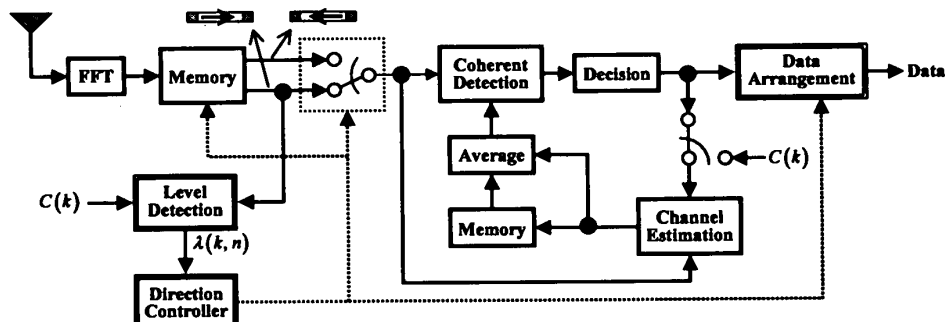 FFT
Memory
Coherent
Detection
Decision
Data
Arrangement
Data
Average
C(k)
C(k)
Level
Detection
Memory
Channel
Estimation
λ(k, n)
Direction
Controller